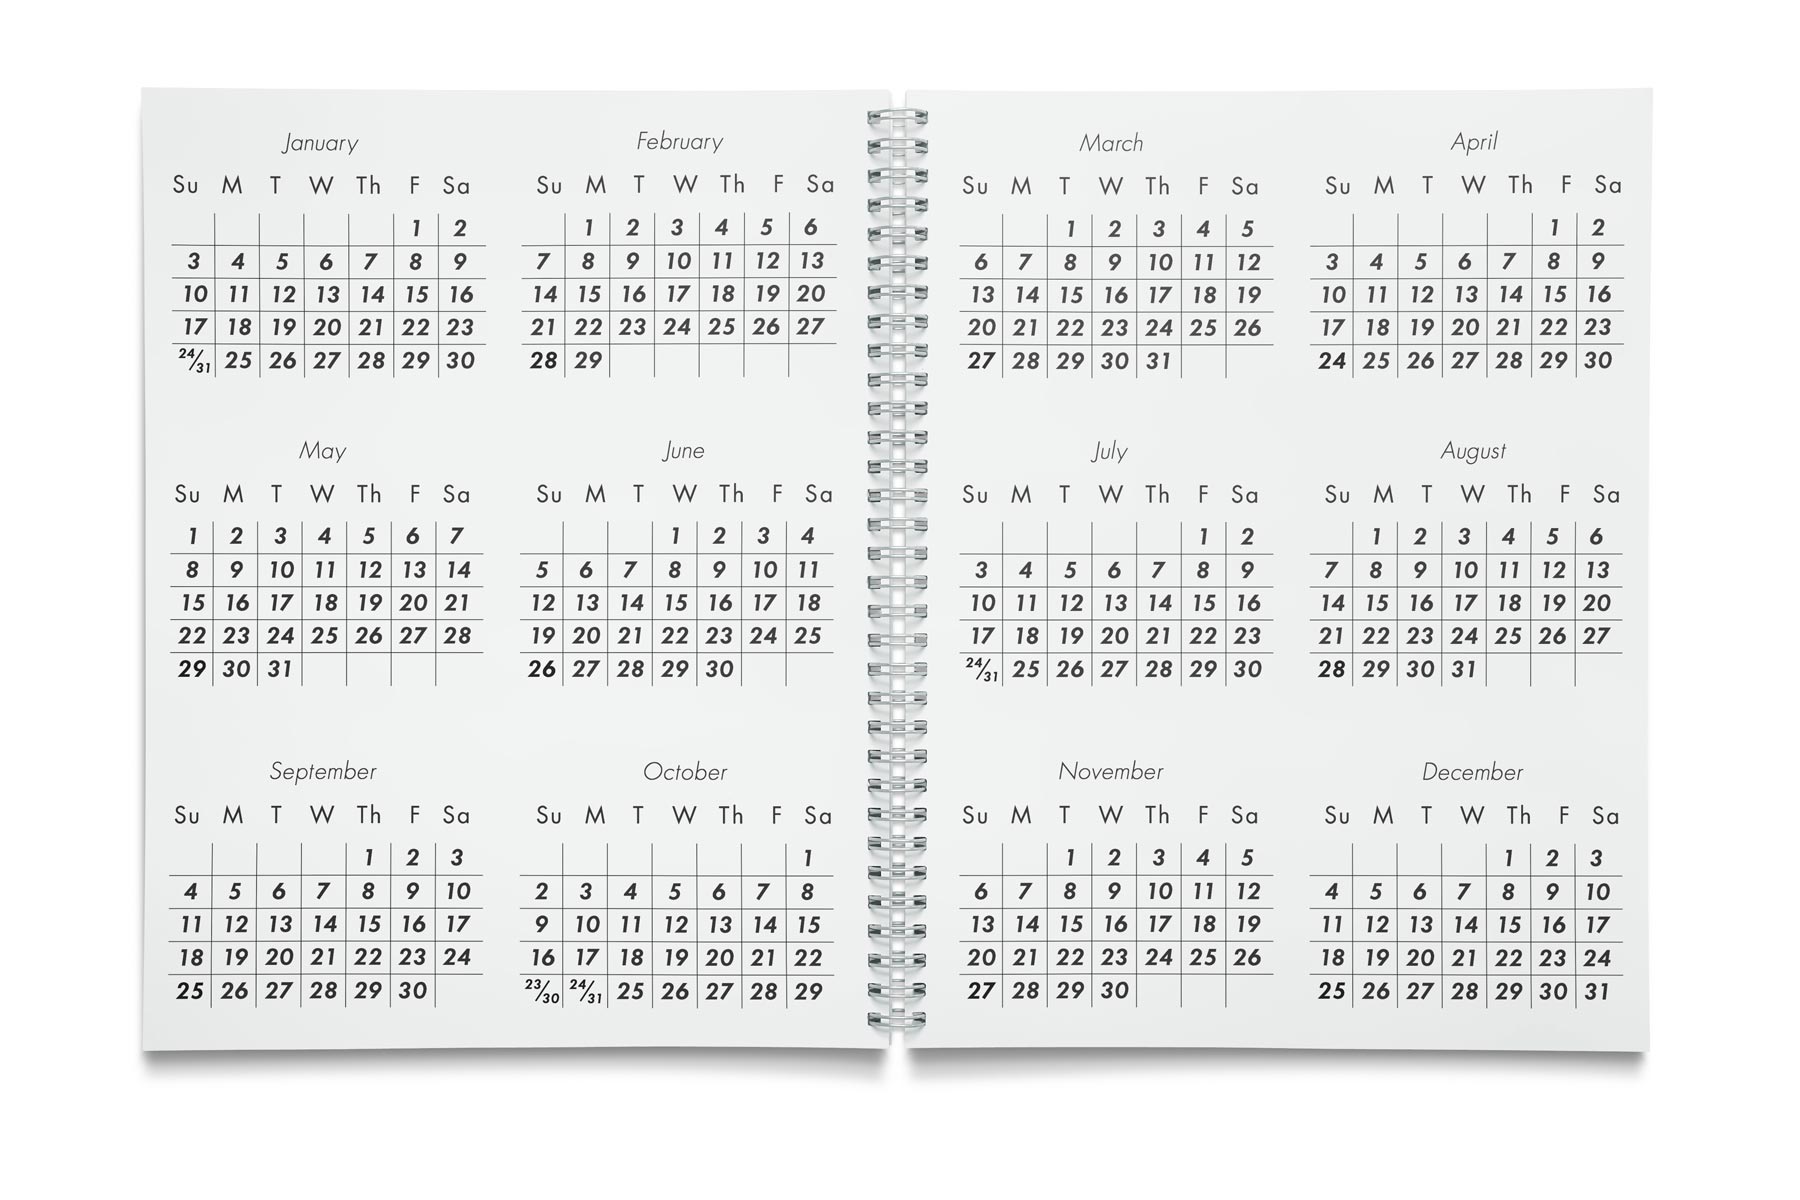 January
Su M T W Th F Sa
1 2
3 4 5 6 7 8 9
10 11 12 13 14 15 16
17 18 19 20 21 22 23
24/31 25 26 27 28 29 30
February
Su M T W Th F Sa
1 2 3 4 5 6
7 8 9 10 11 12 13
14 15 16 17 18 19 20
21 22 23 24 25 26 27
28 29
May
Su M T W Th F Sa
1 2 3 4 5 6 7
8 9 10 11 12 13 14
15 16 17 18 19 20 21
22 23 24 25 26 27 28
29 30 31
June
Su M T W Th F Sa
1 2 3 4
5 6 7 8 9 10 11
12 13 14 15 16 17 18
19 20 21 22 23 24 25
26 27 28 29 30
September
Su M T W Th F Sa
1 2 3
4 5 6 7 8 9 10
11 12 13 14 15 16 17
18 19 20 21 22 23 24
25 26 27 28 29 30
October
Su M T W Th F Sa
1
2 3 4 5 6 7 8
9 10 11 12 13 14 15
16 17 18 19 20 21 22
23/30 24/31 25 26 27 28 29
March
Su M T W Th F Sa
1 2 3 4 5
6 7 8 9 10 11 12
13 14 15 16 17 18 19
20 21 22 23 24 25 26
27 28 29 30 31
April
Su M T W Th F Sa
1 2
3 4 5 6 7 8 9
10 11 12 13 14 15 16
17 18 19 20 21 22 23
24 25 26 27 28 29 30
July
Su M T W Th F Sa
1 2
3 4 5 6 7 8 9
10 11 12 13 14 15 16
17 18 19 20 21 22 23
24/31 25 26 27 28 29 30
August
Su M T W Th F Sa
1 2 3 4 5 6
7 8 9 10 11 12 13
14 15 16 17 18 19 20
21 22 23 24 25 26 27
28 29 30 31
November
Su M T W Th F Sa
1 2 3 4 5
6 7 8 9 10 11 12
13 14 15 16 17 18 19
20 21 22 23 24 25 26
27 28 29 30
December
Su M T W Th F Sa
1 2 3
4 5 6 7 8 9 10
11 12 13 14 15 16 17
18 19 20 21 22 23 24
25 26 27 28 29 30 31